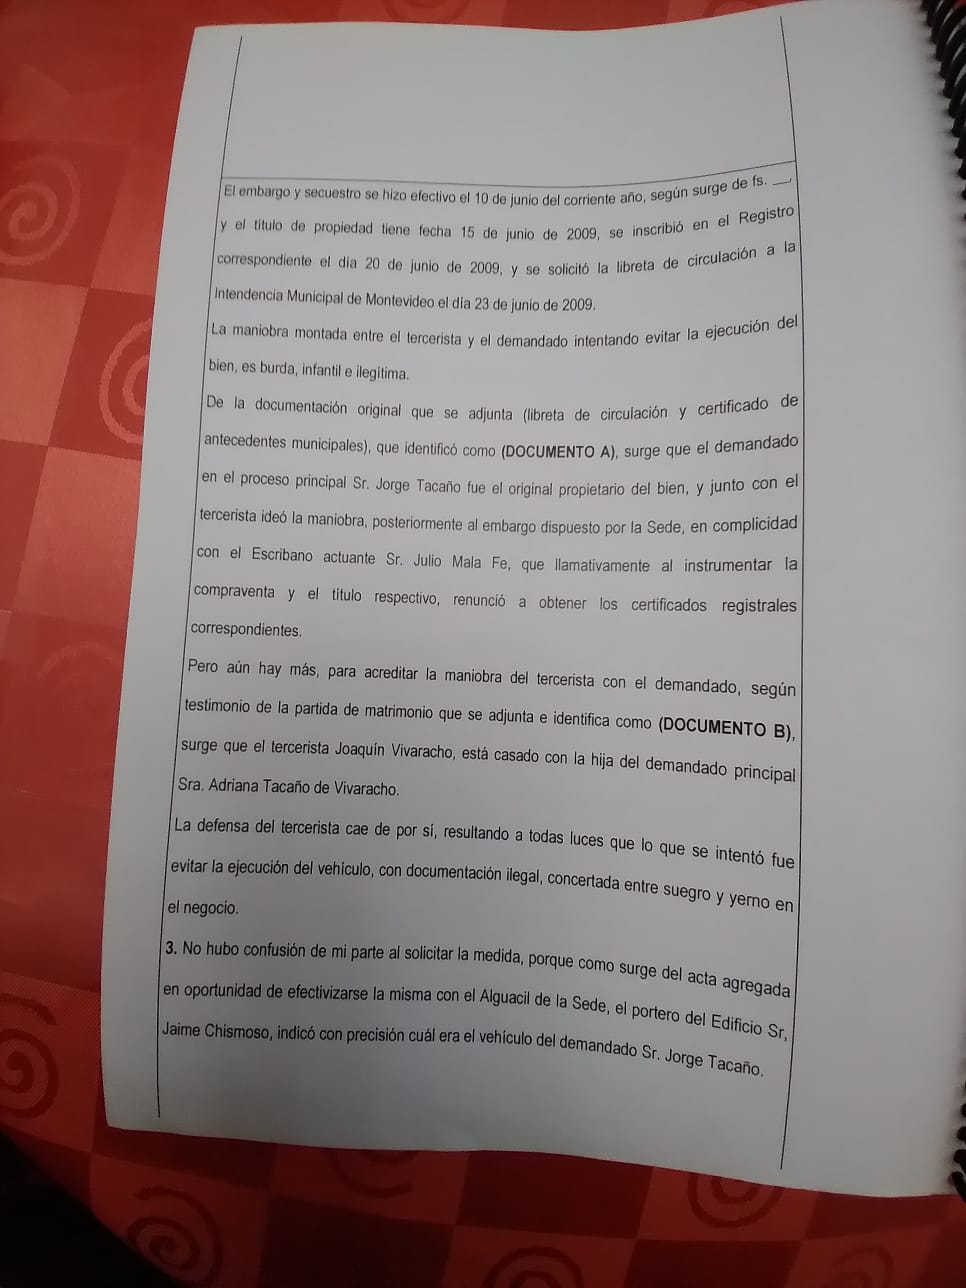 El embargo y secuestro se hizo efectivo el 10 de junio del corriente año, según surge de fs. __,
y el título de propiedad tiene fecha 15 de junio de 2009, se inscribió en el Registro
correspondiente el día 20 de junio de 2009, y se solicitó la libreta de circulación a la
Intendencia Municipal de Montevideo el día 23 de junio de 2009.
La maniobra montada entre el tercerista y el demandado intentando evitar la ejecución del
bien, es burda, infantil e ilegítima.
De la documentación original que se adjunta (libreta de circulación y certificado de
antecedentes municipales), que identificó como (DOCUMENTO A), surge que el demandado
en el proceso principal Sr. Jorge Tacaño fue el original propietario del bien, y junto con el
tercerista ideó la maniobra, posteriormente al embargo dispuesto por la Sede, en complicidad
con el Escribano actuante Sr. Julio Mala Fe, que llamativamente al instrumentar la
compraventa y el título respectivo, renunció a obtener los certificados registrales
correspondientes.
Pero aún hay más, para acreditar la maniobra del tercerista con el demandado, según
testimonio de la partida de matrimonio que se adjunta e identifica como (DOCUMENTO B),
surge que el tercerista Joaquín Vivaracho, está casado con la hija del demandado principal
Sra. Adriana Tacaño de Vivaracho.
La defensa del tercerista cae de por sí, resultando a todas luces que lo que se intentó fue
evitar la ejecución del vehículo, con documentación ilegal, concertada entre suegro y yerno en
el negocio.
3. No hubo confusión de mi parte al solicitar la medida, porque como surge del acta agregada
en oportunidad de efectivizarse la misma con el Alguacil de la Sede, el portero del Edificio Sr,
Jaime Chismoso, indicó con precisión cuál era el vehículo del demandado Sr. Jorge Tacaño.